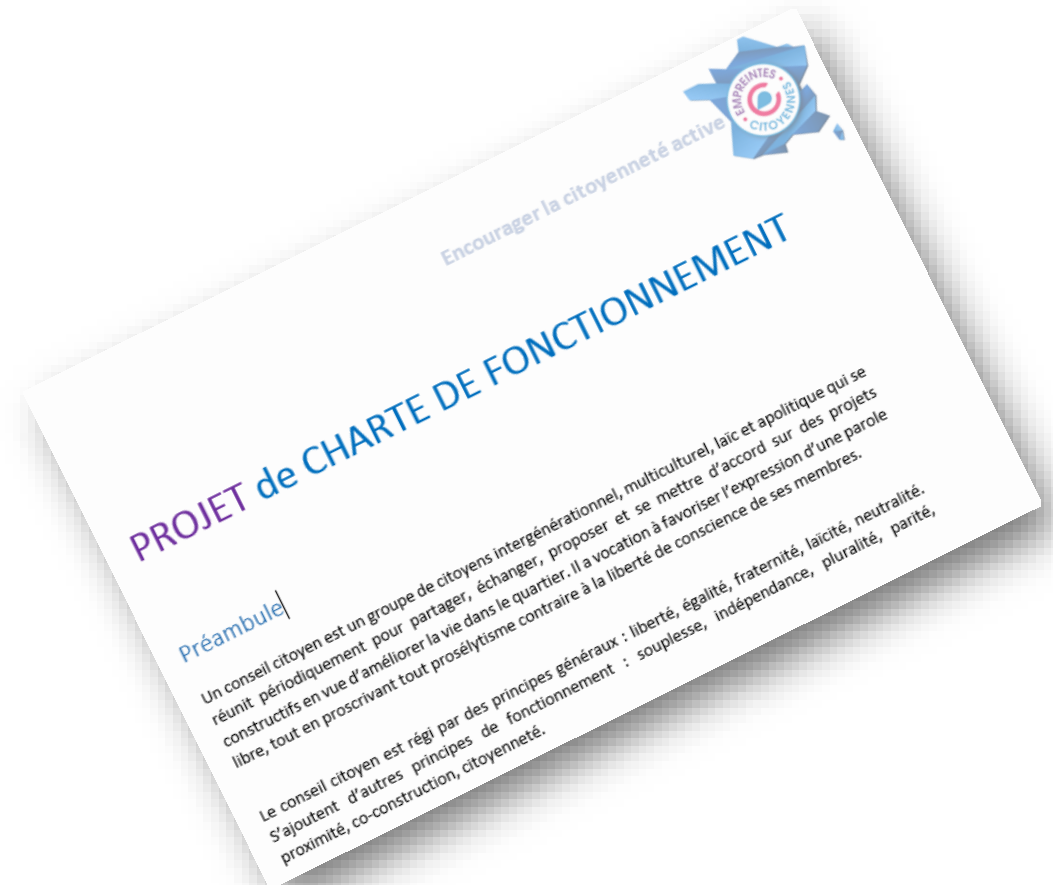 EMPREINTES
CITOYENNES
Encourager la citoyenneté active
PROJET de CHARTE DE FONCTIONNEMENT
Préambule
Un conseil citoyen est un groupe de citoyens intergénérationnel, multiculturel, laïc et apolitique qui se
réunit périodiquement pour partager, échanger, proposer et se mettre d'accord sur des projets
constructifs en vue d'améliorer la vie dans le quartier. Il a vocation à favoriser l'expression d'une parole
libre, tout en proscrivant tout prosélytisme contraire à la liberté de conscience de ses membres.
Le conseil citoyen est régi par des principes généraux : liberté, égalité, fraternité, laïcité, neutralité.
S'ajoutent d'autres principes de fonctionnement : souplesse, indépendance, pluralité, parité,
proximité, co-construction, citoyenneté.